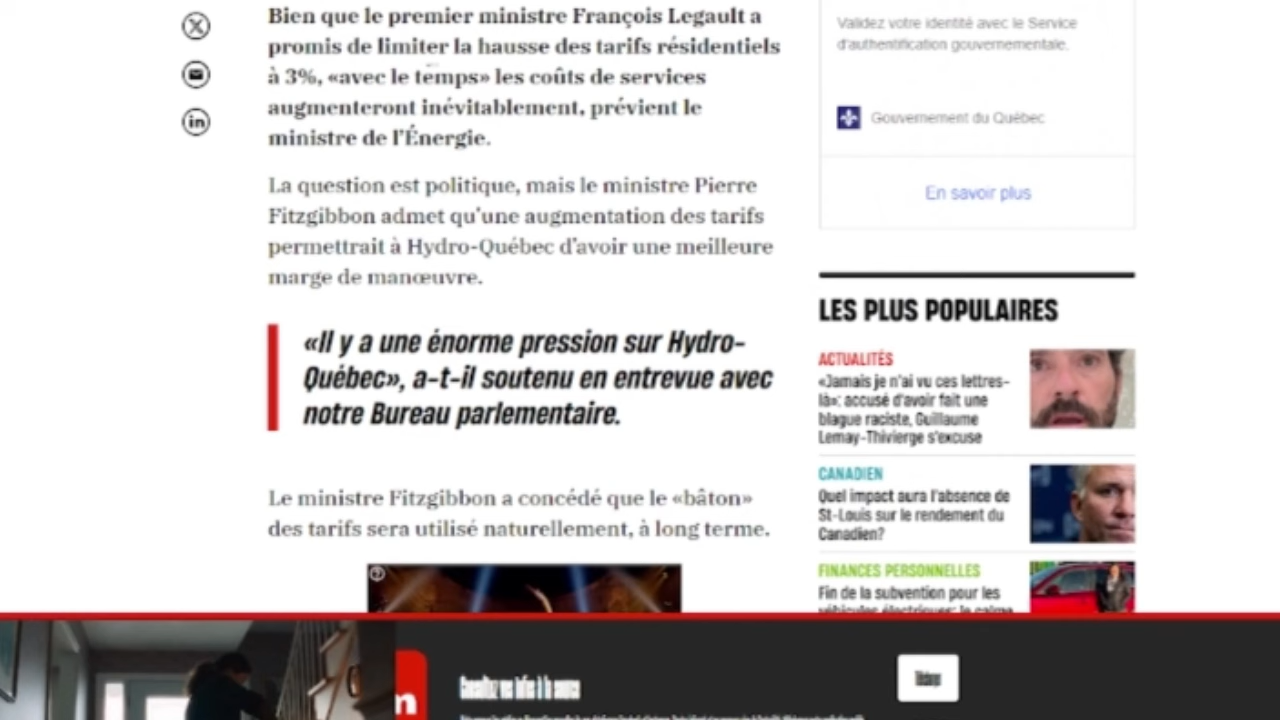 Bien que le premier ministre François Legault a
promis de limiter la hausse des tarifs résidentiels
à 3%, «avec le temps» les coûts de services
augmenteront inévitablement, prévient le
ministre de l'Énergie.
La question est politique, mais le ministre Pierre
Fitzgibbon admet qu'une augmentation des tarifs
permettrait à Hydro-Québec d'avoir une meilleure
marge de manœuvre.
«Il y a une énorme pression sur Hydro-
Québec», a-t-il soutenu en entrevue avec
notre Bureau parlementaire.
Le ministre Fitzgibbon a concédé que le «bâton»
des tarifs sera utilisé naturellement, à long terme.
Validez votre identité avec le Service
d'authentification gouvernementale.
Gouvernement du Québec
En savoir plus
LES PLUS POPULAIRES
ACTUALITÉS
«Jamais je n'ai vu ces lettres-
là»: accusé d'avoir fait une
blague raciste, Guillaume
Lemay-Thivierge s'excuse
CANADIEN
Quel impact aura l'absence de
St-Louis sur le rendement du
Canadien?
FINANCES PERSONNELLES
Fin de la subvention pour les
véhicules électriques: le calme